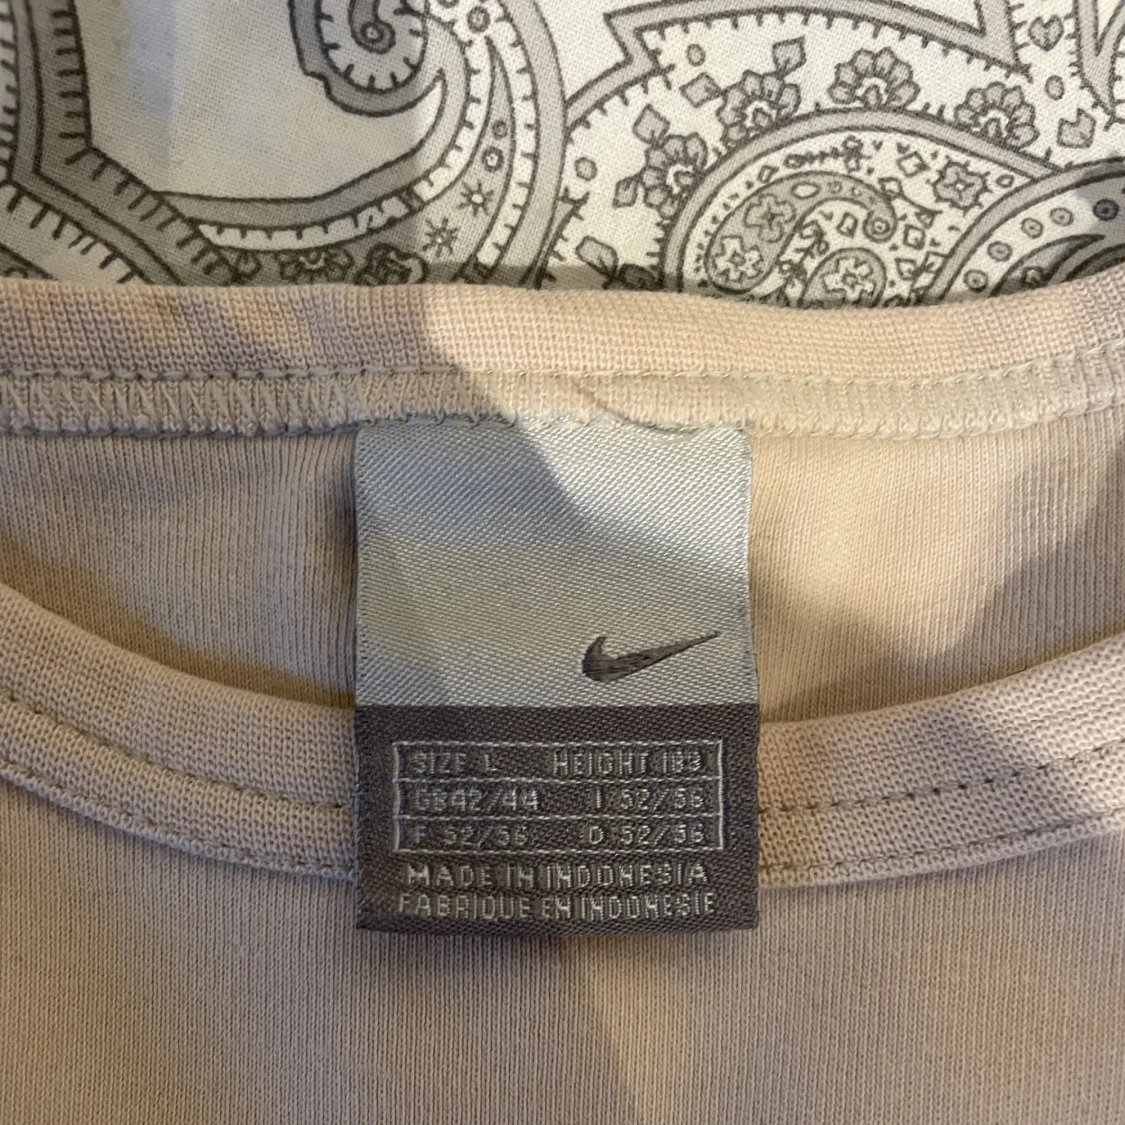 SIZE L HEIGHT 183
GB42/44 I 52/56
F 52/56 D 52/56
MADE IN INDONESIA
FABRIQUE EN INDONESIE